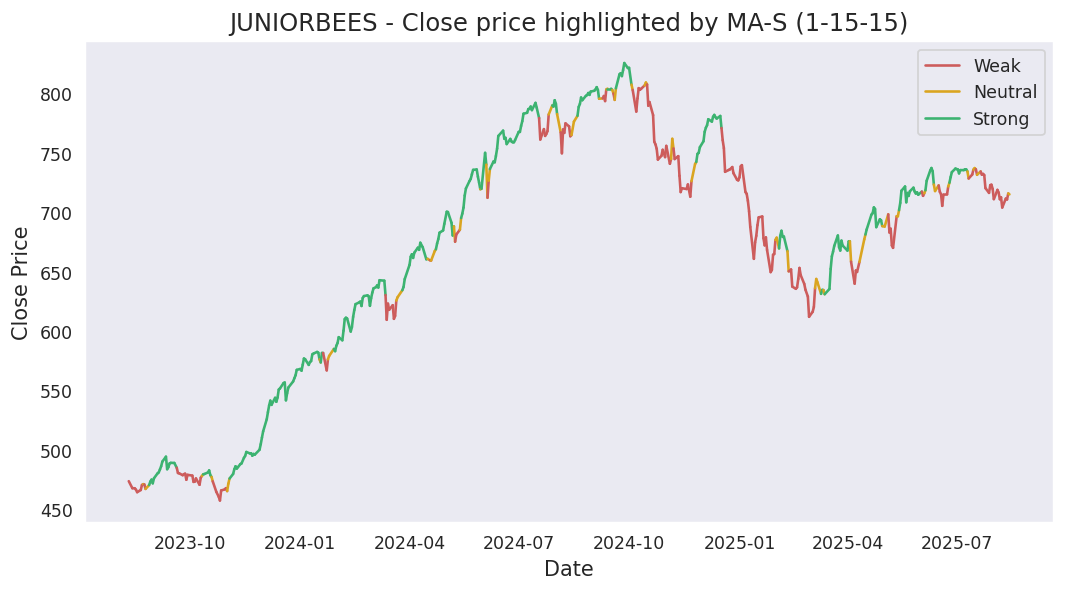 JUNIORBEES - Close price highlighted by MA-S (1-15-15)
Weak
Neutral
Strong
Close Price
800
750
700
650
600
550
500
450
2023-10 2024-01 2024-04 2024-07 2024-10 2025-01 2025-04 2025-07
Date